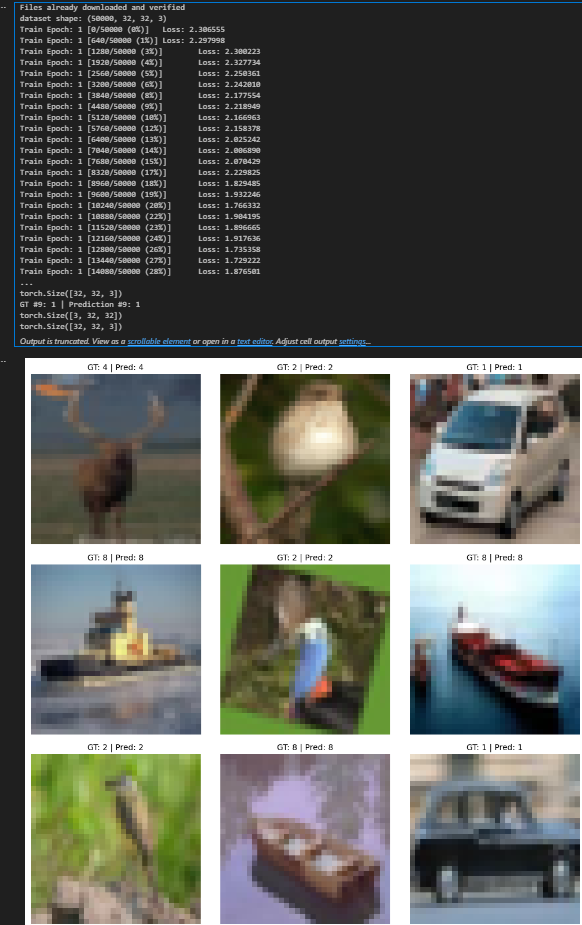 Files already downloaded and verified
dataset shape: (50000, 32, 32, 3)
Train Epoch: 1 [0/50000 (0%)] Loss: 2.306555
Train Epoch: 1 [640/50000 (1%)] Loss: 2.297998
Train Epoch: 1 [1280/50000 (3%)] Loss: 2.300223
Train Epoch: 1 [1920/50000 (4%)] Loss: 2.327734
Train Epoch: 1 [2560/50000 (5%)] Loss: 2.250361
Train Epoch: 1 [3200/50000 (6%)] Loss: 2.242010
Train Epoch: 1 [3840/50000 (8%)] Loss: 2.177554
Train Epoch: 1 [4480/50000 (9%)] Loss: 2.218949
Train Epoch: 1 [5120/50000 (10%)] Loss: 2.166963
Train Epoch: 1 [5760/50000 (12%)] Loss: 2.158378
Train Epoch: 1 [6400/50000 (13%)] Loss: 2.025242
Train Epoch: 1 [7040/50000 (14%)] Loss: 2.006890
Train Epoch: 1 [7680/50000 (15%)] Loss: 2.070429
Train Epoch: 1 [8320/50000 (17%)] Loss: 2.229825
Train Epoch: 1 [8960/50000 (18%)] Loss: 1.829485
Train Epoch: 1 [9600/50000 (19%)] Loss: 1.932246
Train Epoch: 1 [10240/50000 (20%)] Loss: 1.766332
Train Epoch: 1 [10880/50000 (22%)] Loss: 1.904195
Train Epoch: 1 [11520/50000 (23%)] Loss: 1.896665
Train Epoch: 1 [12160/50000 (24%)] Loss: 1.917636
Train Epoch: 1 [12800/50000 (26%)] Loss: 1.735358
Train Epoch: 1 [13440/50000 (27%)] Loss: 1.729222
Train Epoch: 1 [14080/50000 (28%)] Loss: 1.876501
...
torch.Size([32, 32, 3])
GT #9: 1 | Prediction #9: 1
torch.Size([3, 32, 32])
torch.Size([32, 32, 3])
Output is truncated. View as a scrollable element or open in a text editor. Adjust cell output settings...
GT: 4 | Pred: 4
GT: 2 | Pred: 2
GT: 1 | Pred: 1
GT: 8 | Pred: 8
GT: 2 | Pred: 2
GT: 8 | Pred: 8
GT: 2 | Pred: 2
GT: 8 | Pred: 8
GT: 1 | Pred: 1